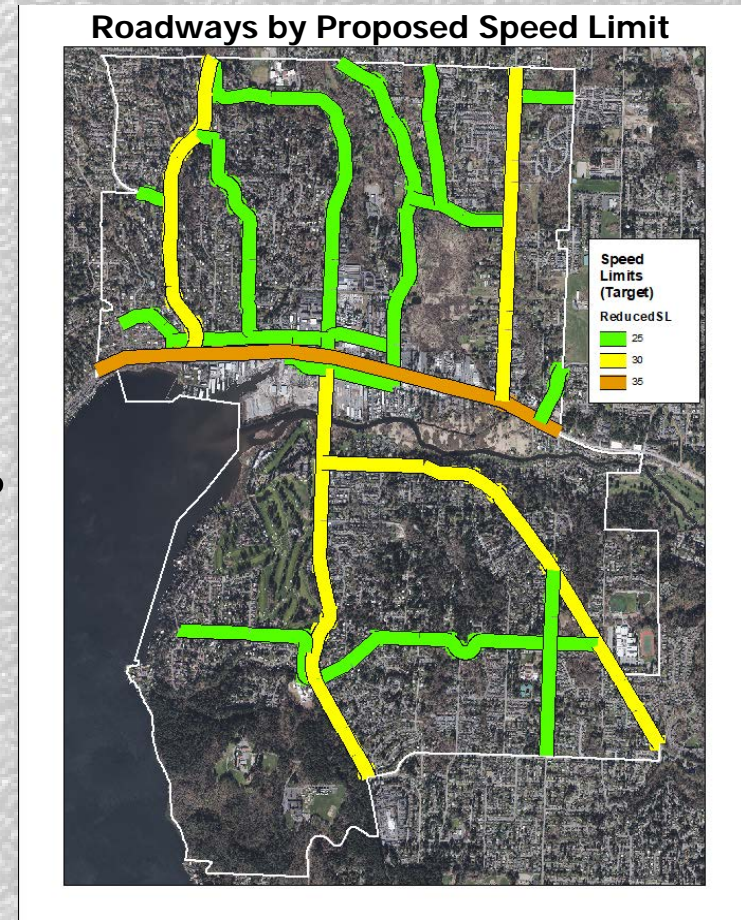 Roadways by Proposed Speed Limit
Speed
Limits
(Target)
ReducedSL
25
30
35